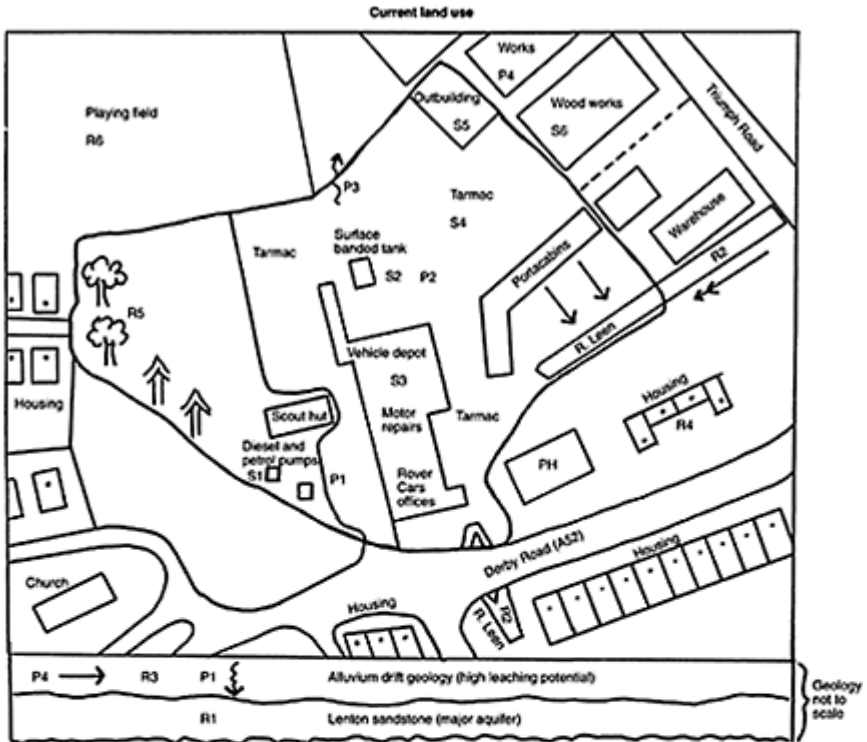 Current land use
Playing field
R6
Works
P4
Outbuilding
S5
Wood works
S6
Triumph Road
P3
Tarmac
S4
Warehouse
R2
Tarmac
Surface
banded tank
S2
P2
Portacabins
R. Leen
R5
Vehicle depot
S3
Housing
R4
Housing
Scout hut
Motor
repairs
Tarmac
Diesel and
petrol pumps
S1
P1
Rover
Cars
offices
PH
Derby Road (A52)
Housing
Church
Housing
R. Leen
R2
P4
R3
P1
Alluvium drift geology (high leaching potential)
R1
Lenton sandstone (major aquifer)
Geology
not to
scale